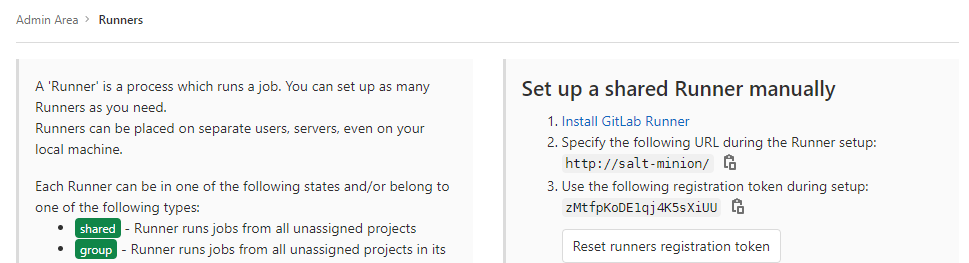 Admin Area > Runners
A 'Runner' is a process which runs a job. You can set up as many
Runners as you need.
Runners can be placed on separate users, servers, even on your
local machine.
Each Runner can be in one of the following states and/or belong to
one of the following types:
• shared - Runner runs jobs from all unassigned projects
• group - Runner runs jobs from all unassigned projects in its
Set up a shared Runner manually
1. Install GitLab Runner
2. Specify the following URL during the Runner setup:
http://salt-minion/
3. Use the following registration token during setup:
zMtfpKoDE1qj4K5sXiUU
Reset runners registration token